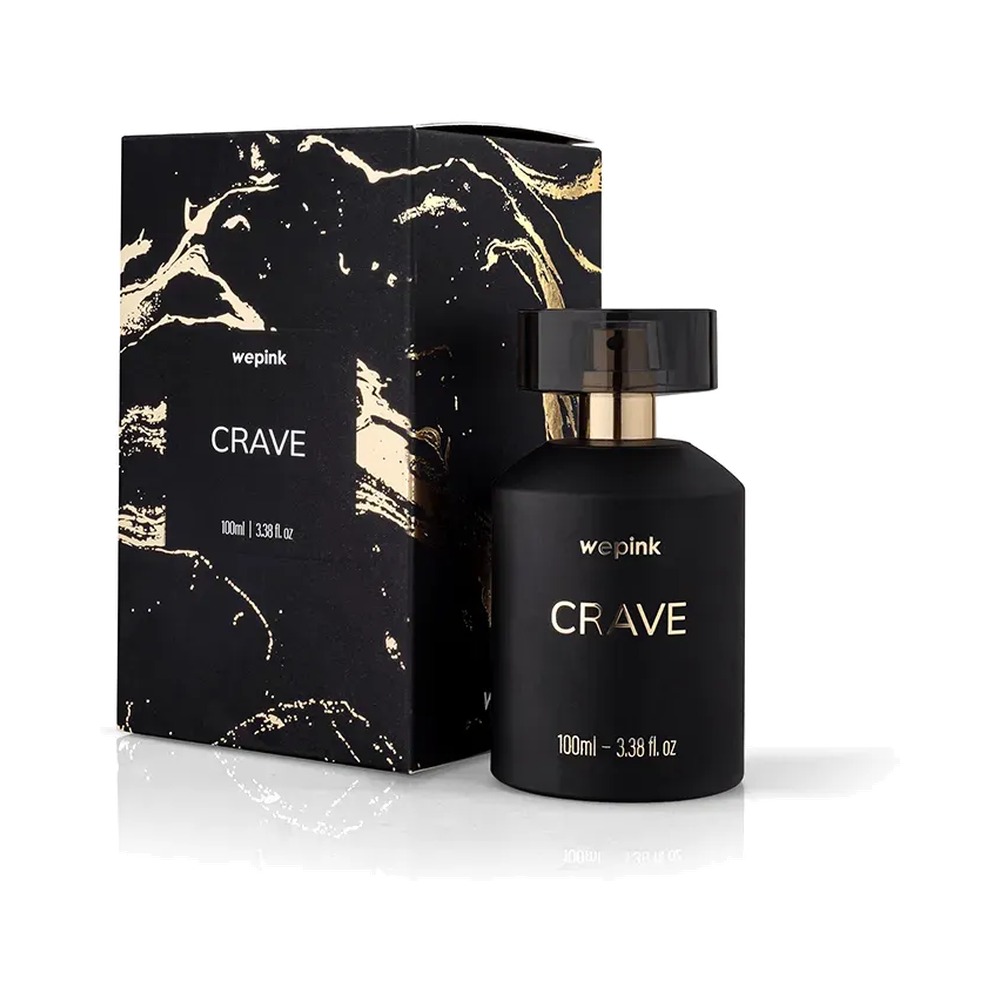 wepink
CRAVE
100ml | 3.38 fl. oz
wepink
CRAVE
100ml – 3.38 fl. oz